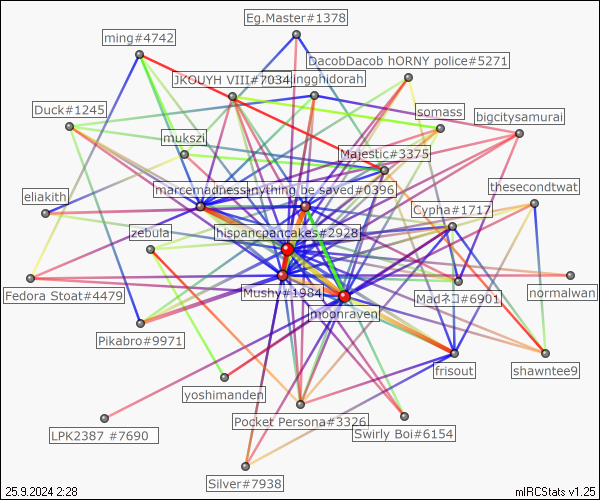 Eg.Master#1378
ming#4742
DacobDacob hORNY police#5271
JKOUYH VIII#7034
ingghidorah
Duck#1245
somass
bigcitysamurai
mukszi
Majestic#3375
eliakith
marcemadness
anything be saved#0396
thesecondtwat
Cypha#1717
zebula
hispancpancakes#2928
Fedora Stoat#4479
Mushy#1984
Madネコ#6901
normalwan
moonraven
Pikabro#9971
frisout
shawntee9
yoshimanden
LPK2387 #7690
Pocket Persona#3326
Swirly Boi#6154
Silver#7938
25.9.2024 2:28
mIRCStats v1.25